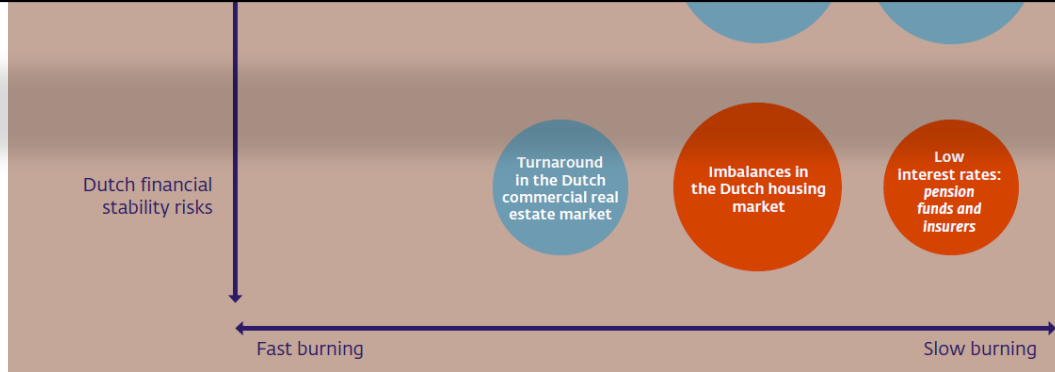 Dutch financial
stability risks
Turnaround
in the Dutch
commercial real
estate market
Imbalances in
the Dutch housing
market
Low
interest rates:
pension
funds and
insurers
Fast burning
Slow burning